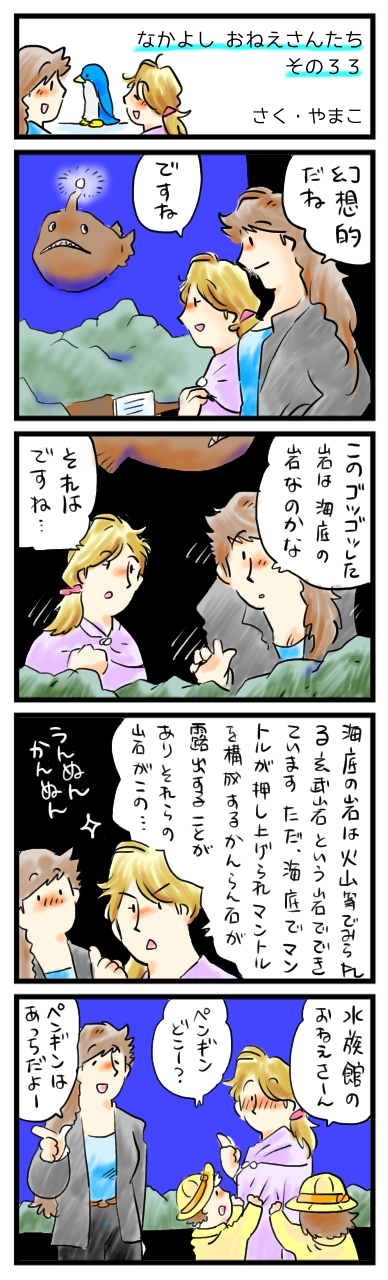 なかよし おねえさんたち
その３３
さく・やまこ
幻想的
だね
ですね
このゴツゴツした
岩は海底の
岩なのかな
それは
ですね…
海底の岩は火山等でみられ
る玄武岩という岩ででき
ています ただ、海底でマン
トルが押し上げられマントル
を構成するかんらん石が
露出することが
ありそれらの
岩がこの…
うんぬん
かんぬん
水族館の
おねえさーん
ペンギン
どこー?
ペンギンは
あっちだよー